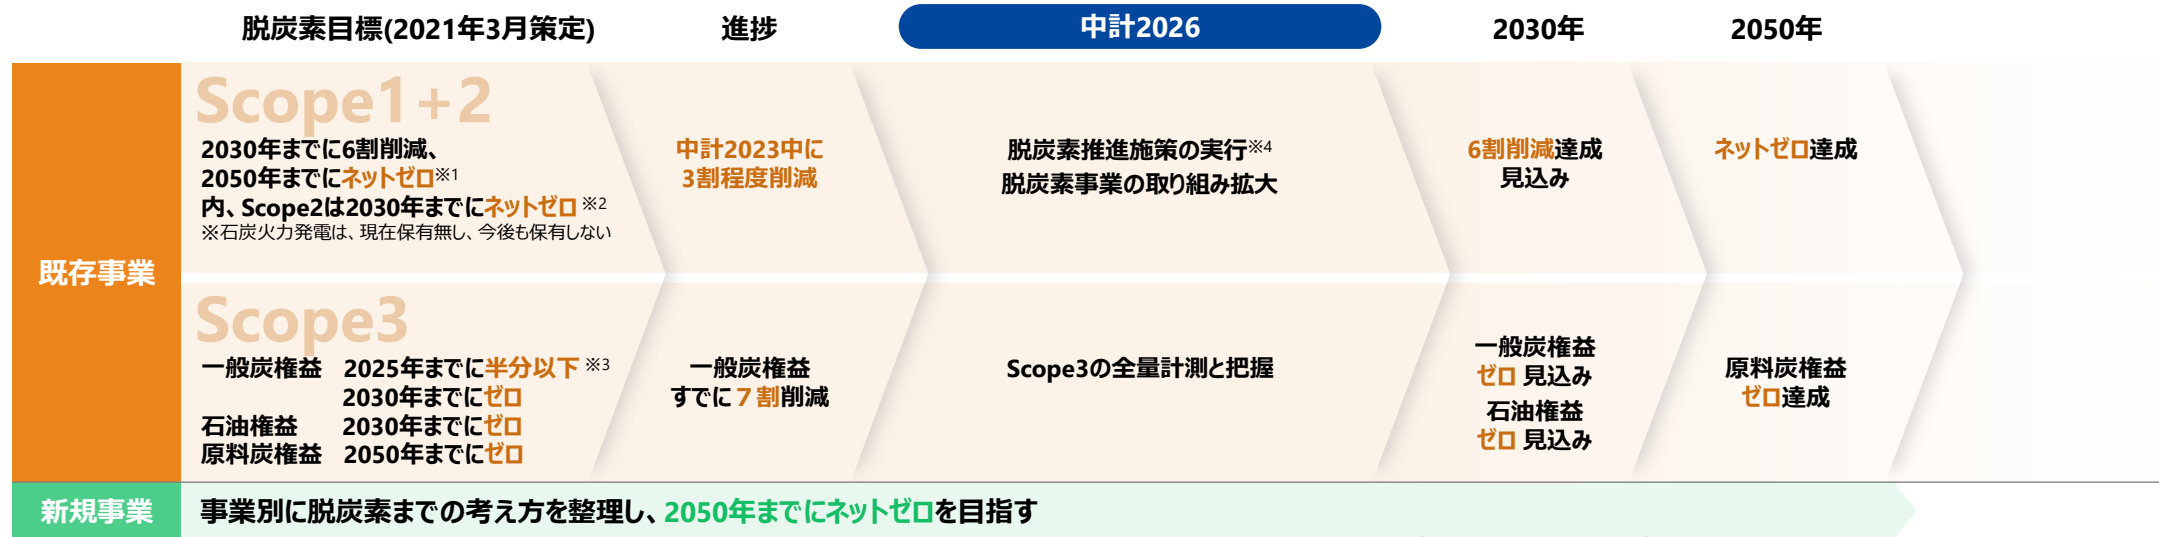 脱炭素目標(2021年3月策定)
進捗
中計2026
2030年
2050年
既存事業
Scope1+2
2030年までに6割削減、
2050年までにネットゼロ※1
内、Scope2は2030年までにネットゼロ ※2
※石炭火力発電は、現在保有無し、今後も保有しない
中計2023中に
3割程度削減
脱炭素推進施策の実行※4
脱炭素事業の取り組み拡大
6割削減達成
見込み
ネットゼロ達成
Scope3
一般炭権益 2025年までに半分以下 ※3
2030年までにゼロ
石油権益 2030年までにゼロ
原料炭権益 2050年までにゼロ
一般炭権益
すでに７割削減
Scope3の全量計測と把握
一般炭権益
ゼロ 見込み
石油権益
ゼロ 見込み
原料炭権益
ゼロ達成
新規事業
事業別に脱炭素までの考え方を整理し、2050年までにネットゼロを目指す